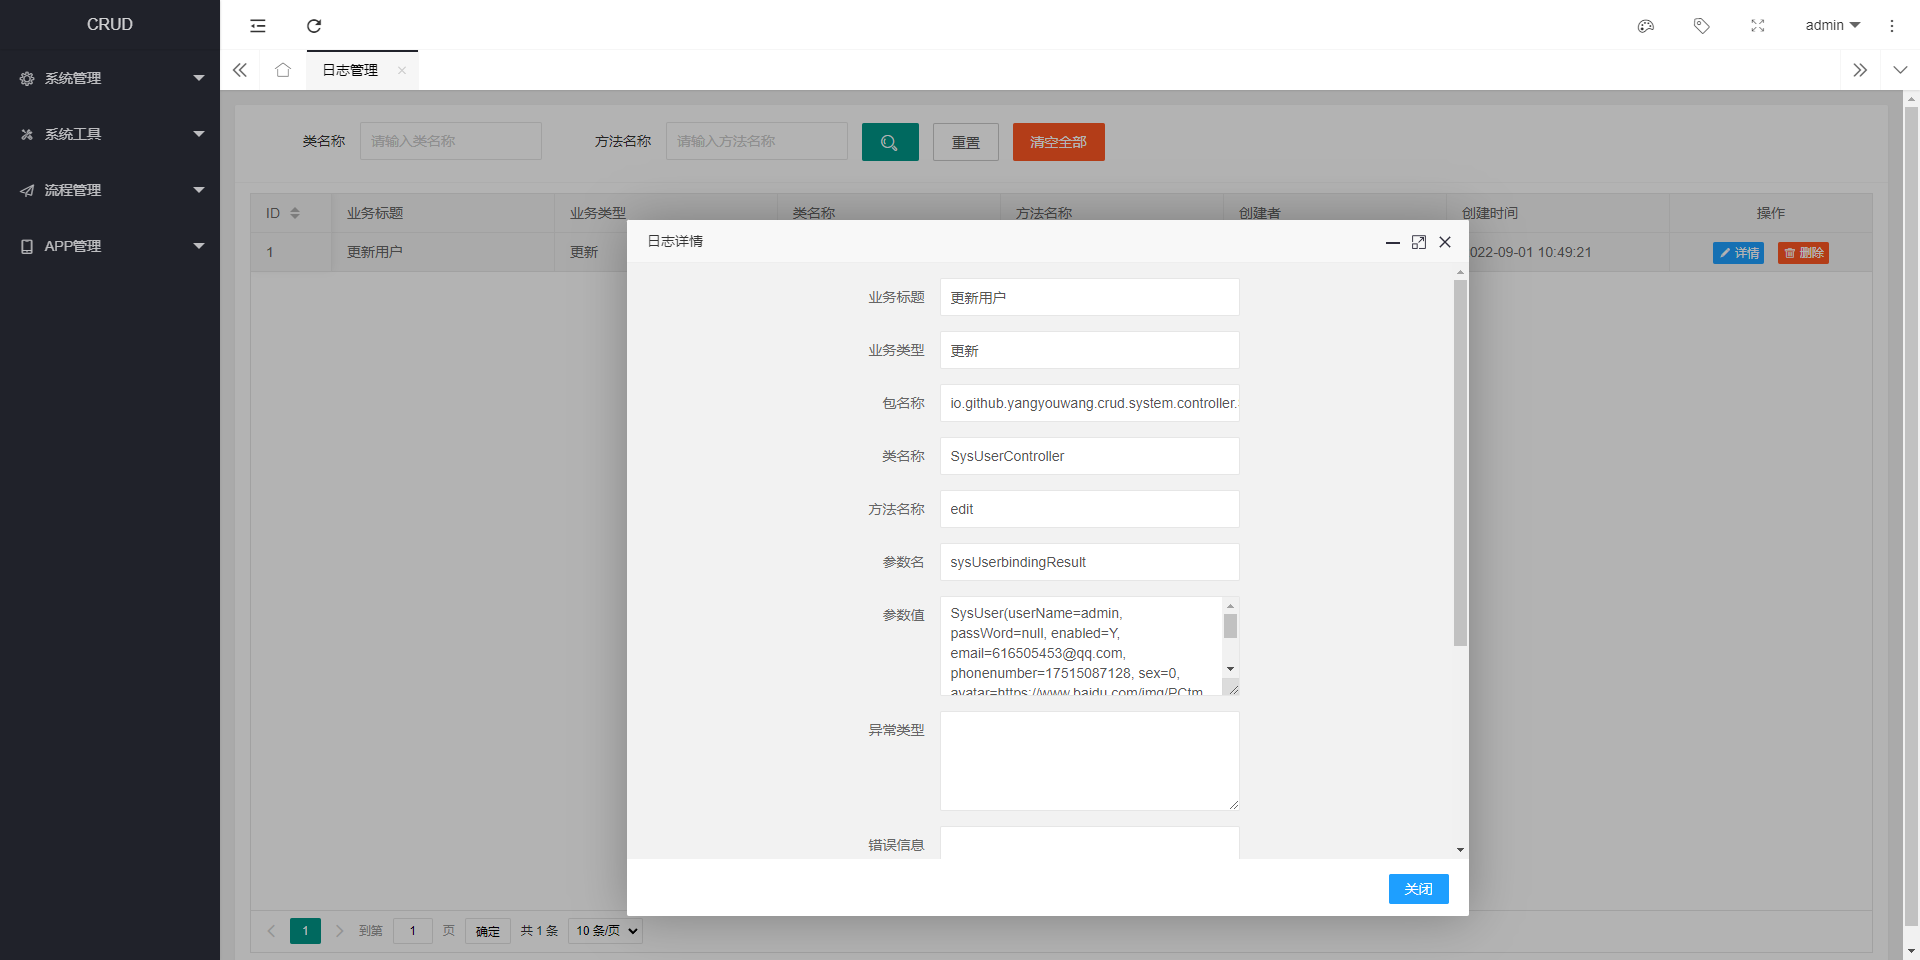 CRUD
admin
系统管理
系统工具
流程管理
APP管理
日志管理
类名称 请输入类名称 方法名称 请输入方法名称 重置 清空全部
ID 业务标题 业务类型 类名称 方法名称 创建者 创建时间 操作
1 更新用户 更新 022-09-01 10:49:21 详情 删除
日志详情
业务标题 更新用户
业务类型 更新
包名称 io.github.yangyouwang.crud.system.controller.
类名称 SysUserController
方法名称 edit
参数名 sysUserbindingResult
参数值 SysUser(userName=admin,
passWord=null, enabled=Y,
email=616505453@qq.com,
phonenumber=17515087128, sex=0,
avatar=https://www.baidu.com/img/PCtm
异常类型
错误信息
关闭
1 到第 1 页 确定 共 1 条 10 条/页